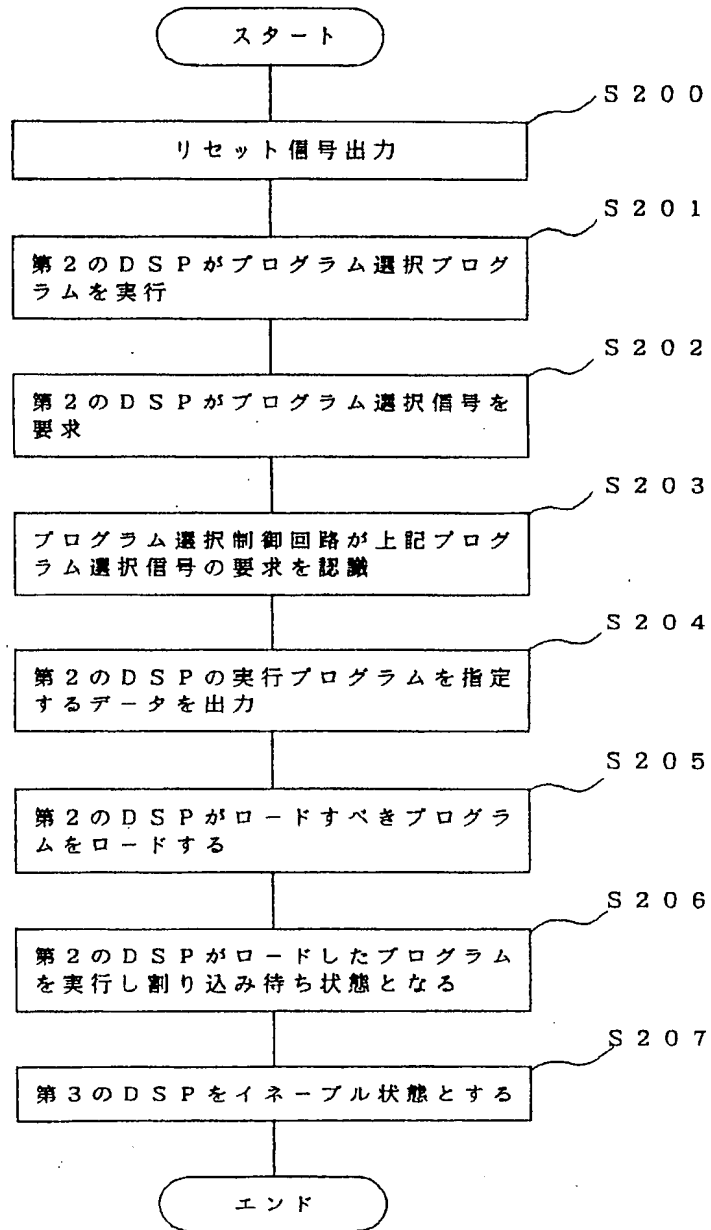 スタート
S200
リセット信号出力
S201
第2のDSPがプログラム選択プログ
ラムを実行
S202
第2のDSPがプログラム選択信号を
要求
S203
プログラム選択制御回路が上記プログ
ラム選択信号の要求を認識
S204
第2のDSPの実行プログラムを指定
するデータを出力
S205
第2のDSPがロードすべきプログラ
ムをロードする
S206
第2のDSPがロードしたプログラム
を実行し割り込み待ち状態となる
S207
第3のDSPをイネーブル状態とする
エンド